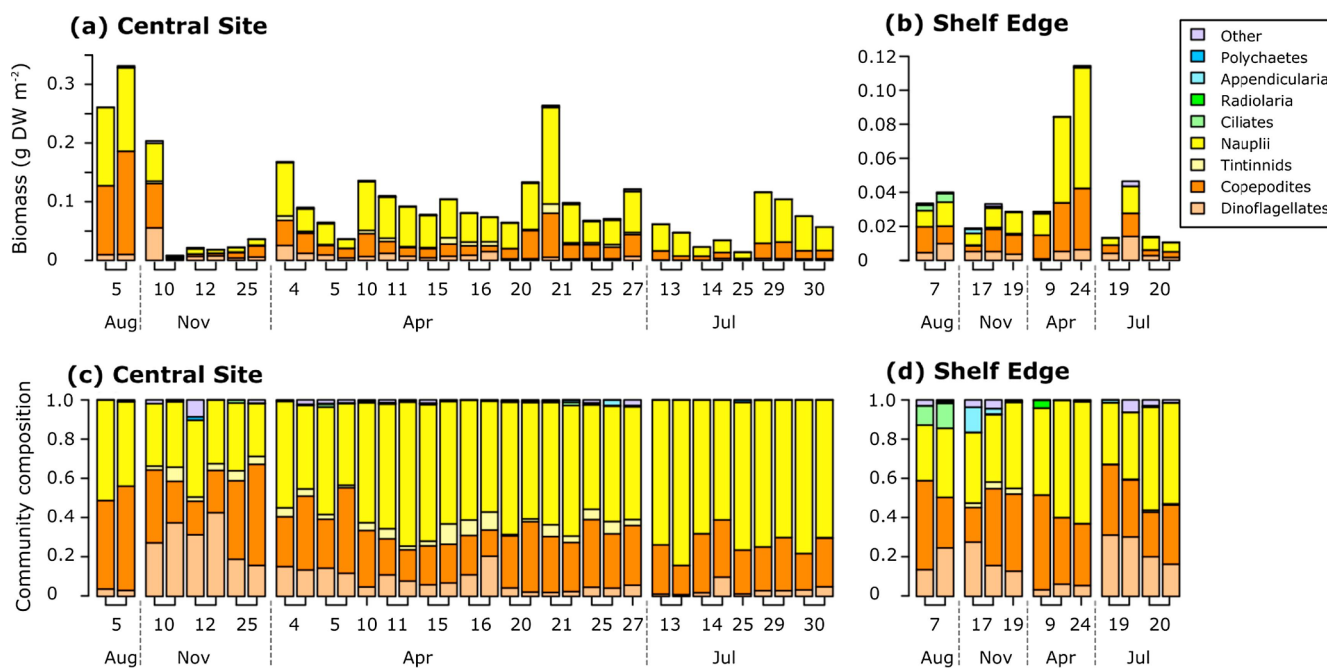 (a) Central Site
Biomass (g DW m⁻²)
0.3
0.2
0.1
0
5 10 12 25 4 10 11 15 16 20 21 25 27 13 14 25 29 30
Aug Nov Apr Jul
(b) Shelf Edge
0.12
0.10
0.08
0.06
0.04
0.02
0
7 17 19 9 24 19 20
Aug Nov Apr Jul
Other
Polychaetes
Appendicularia
Radiolaria
Ciliates
Nauplii
Tintinnids
Copepodites
Dinoflagellates
(c) Central Site
Community composition
1.0
0.8
0.6
0.4
0.2
0
5 10 12 25 4 10 11 15 16 20 21 25 27 13 14 25 29 30
Aug Nov Apr Jul
(d) Shelf Edge
1.0
0.8
0.6
0.4
0.2
0
7 17 19 9 24 19 20
Aug Nov Apr Jul